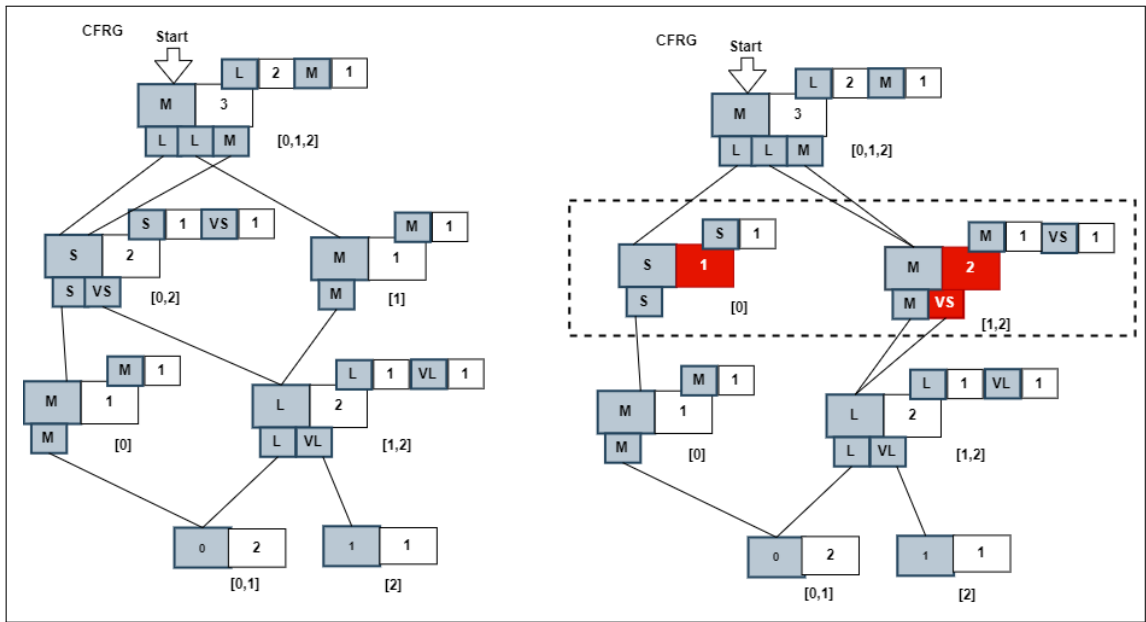 CFRG
Start
L 2 M 1
M 3
L L M
[0,1,2]
S 1 VS 1
S 2
S VS
[0,2]
M 1
M 1
M
[1]
M 1
M 1
M
[0]
L 1 VL 1
L 2
L VL
[1,2]
0 2
[0,1]
1 1
[2]
CFRG
Start
L 2 M 1
M 3
L L M
[0,1,2]
S 1
S 1
S
[0]
M 1 VS 1
M 2
M VS
[1,2]
M 1
M 1
M
[0]
L 1 VL 1
L 2
L VL
[1,2]
0 2
[0,1]
1 1
[2]